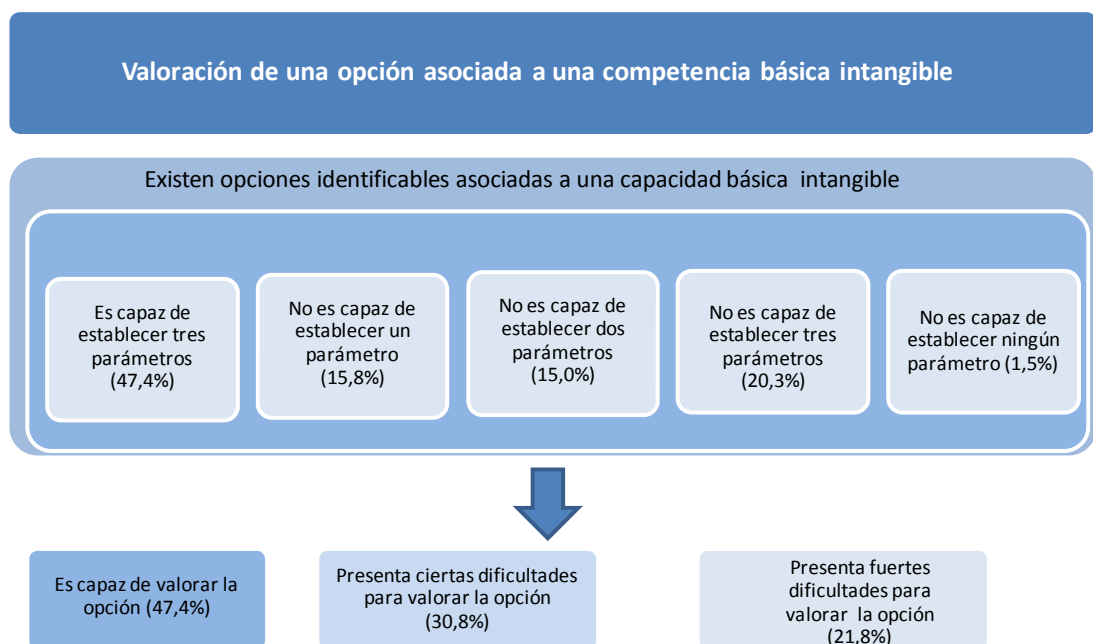 Valoración de una opción asociada a una competencia básica intangible
Existen opciones identificables asociadas a una capacidad básica intangible
Es capaz de
establecer tres
parámetros
(47,4%)
No es capaz de
establecer un
parámetro
(15,8%)
No es capaz de
establecer dos
parámetros
(15,0%)
No es capaz de
establecer tres
parámetros
(20,3%)
No es capaz de
establecer ningún
parámetro (1,5%)
Es capaz de valorar la
opción (47,4%)
Presenta ciertas dificultades
para valorar la opción
(30,8%)
Presenta fuertes
dificultades para
valorar la opción
(21,8%)